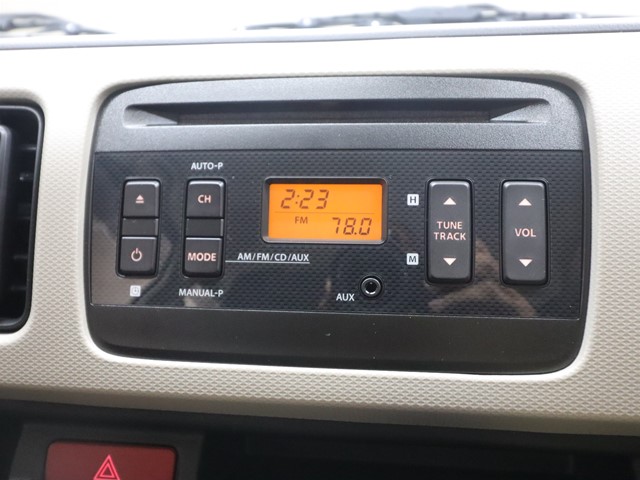 AUTO-P
CH
2:23
FM
78.0
H
TUNE
TRACK
VOL
MODE
AM/FM/CD/AUX
M
MANUAL-P
AUX